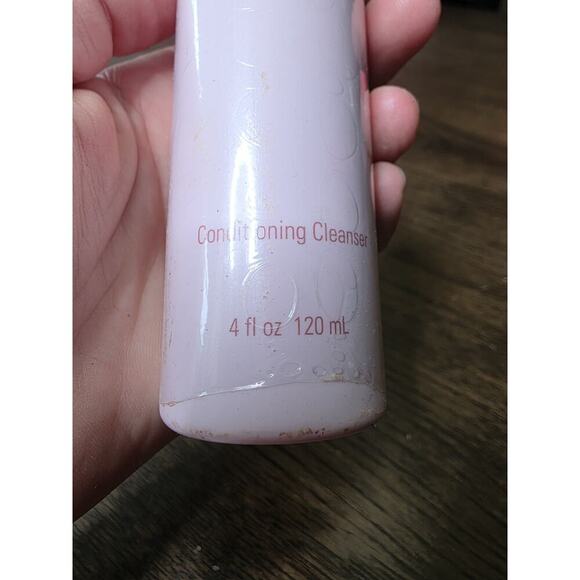 Conditioning Cleanser
4 fl oz 120 mL